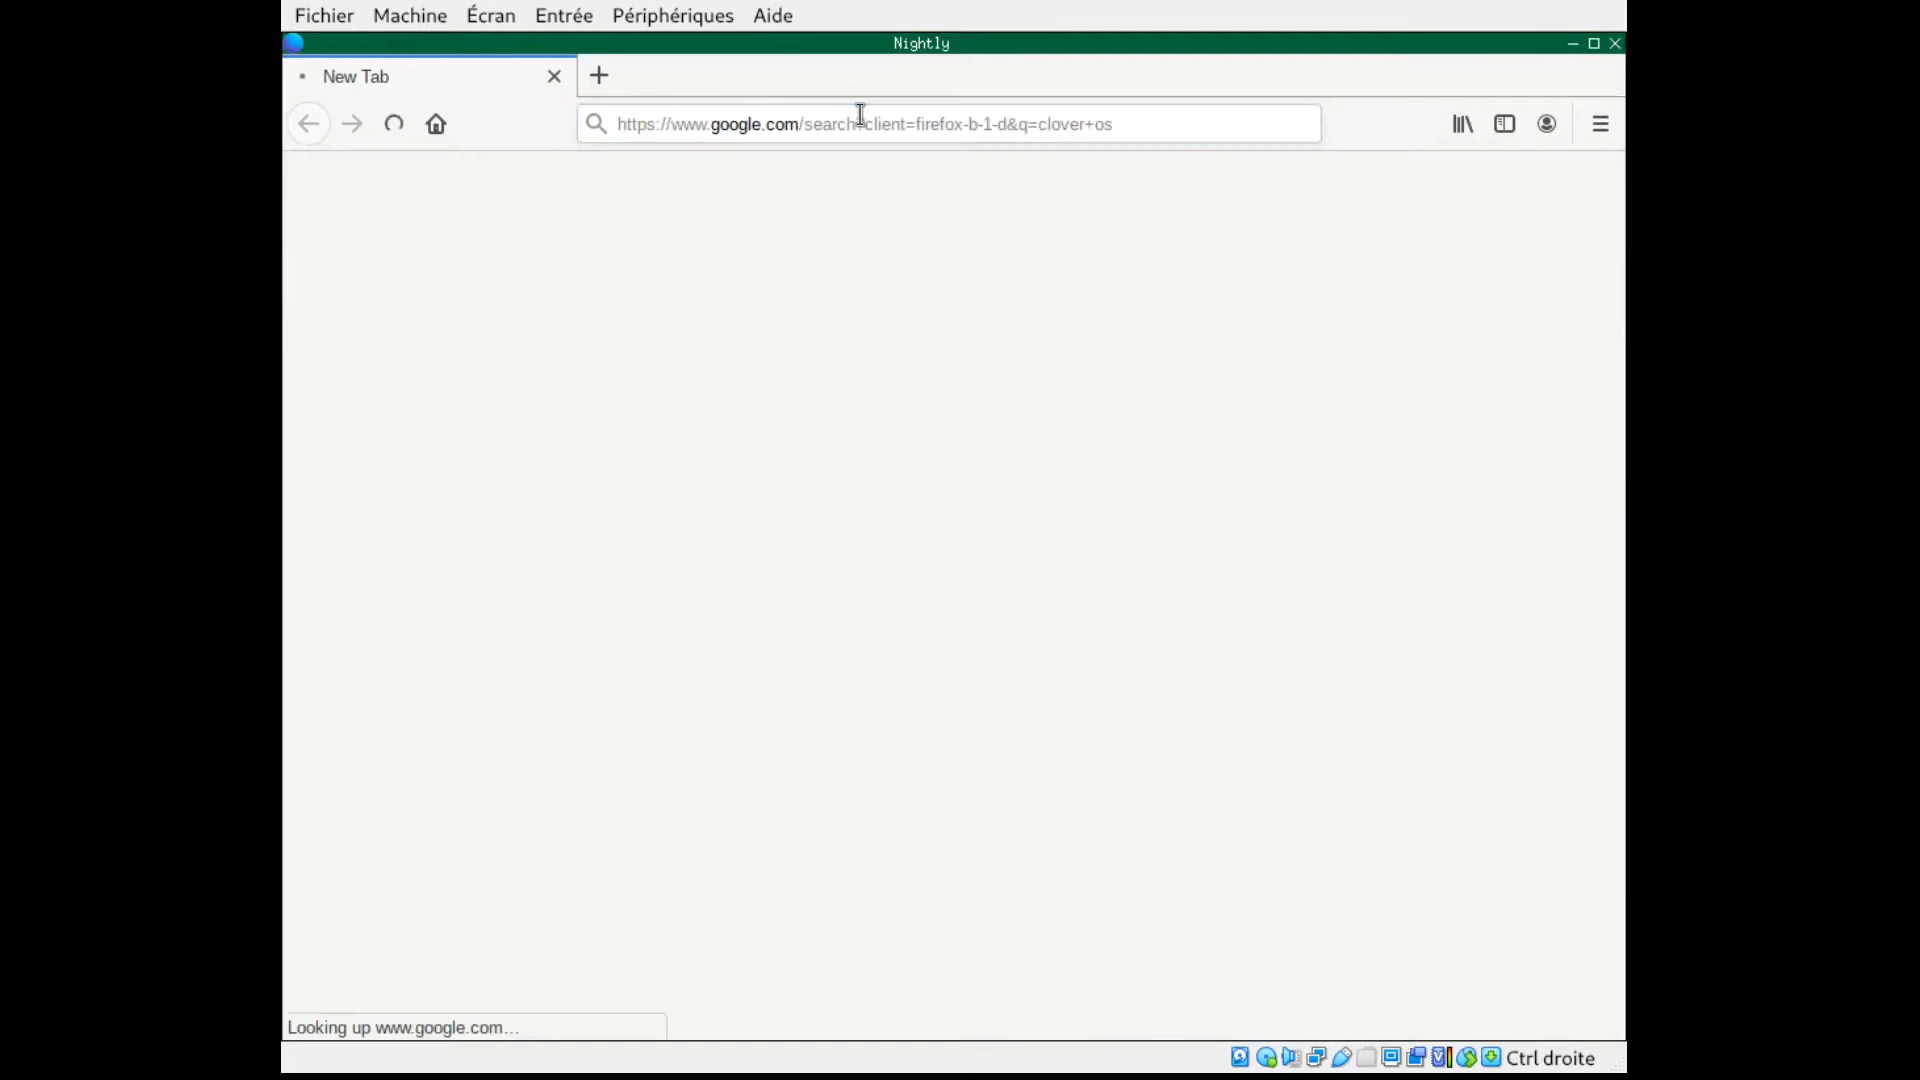 Fichier Machine Écran Entrée Périphériques Aide
Nightly
New Tab
https://www.google.com/search?client=firefox-b-1-d&q=clover+os
Looking up www.google.com…
Ctrl droite